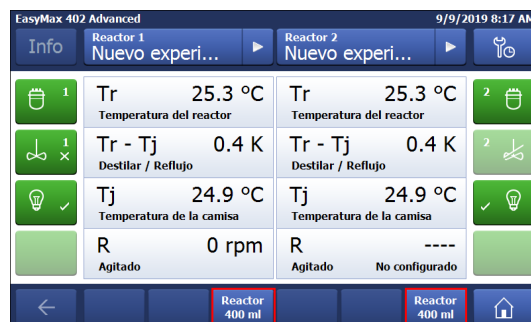 EasyMax 402 Advanced 9/9/2019 8:17 AM
Info
Reactor 1
Nuevo experi...
Reactor 2
Nuevo experi...
1
Tr 25.3 °C
Temperatura del reactor
Tr 25.3 °C
Temperatura del reactor
2
1
Tr - Tj 0.4 K
Destilar / Reflujo
Tr - Tj 0.4 K
Destilar / Reflujo
2
Tj 24.9 °C
Temperatura de la camisa
Tj 24.9 °C
Temperatura de la camisa
R 0 rpm
Agitado
R ----
Agitado No configurado
Reactor
400 ml
Reactor
400 ml